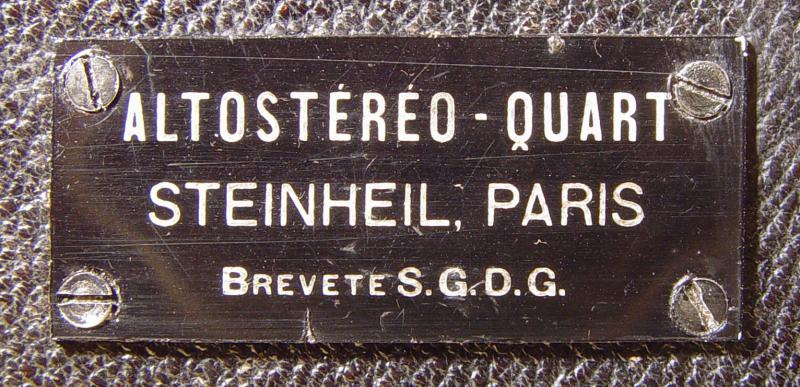 ALTOSTÉRÉO - QUART
STEINHEIL, PARIS
BREVETE S.G.D.G.